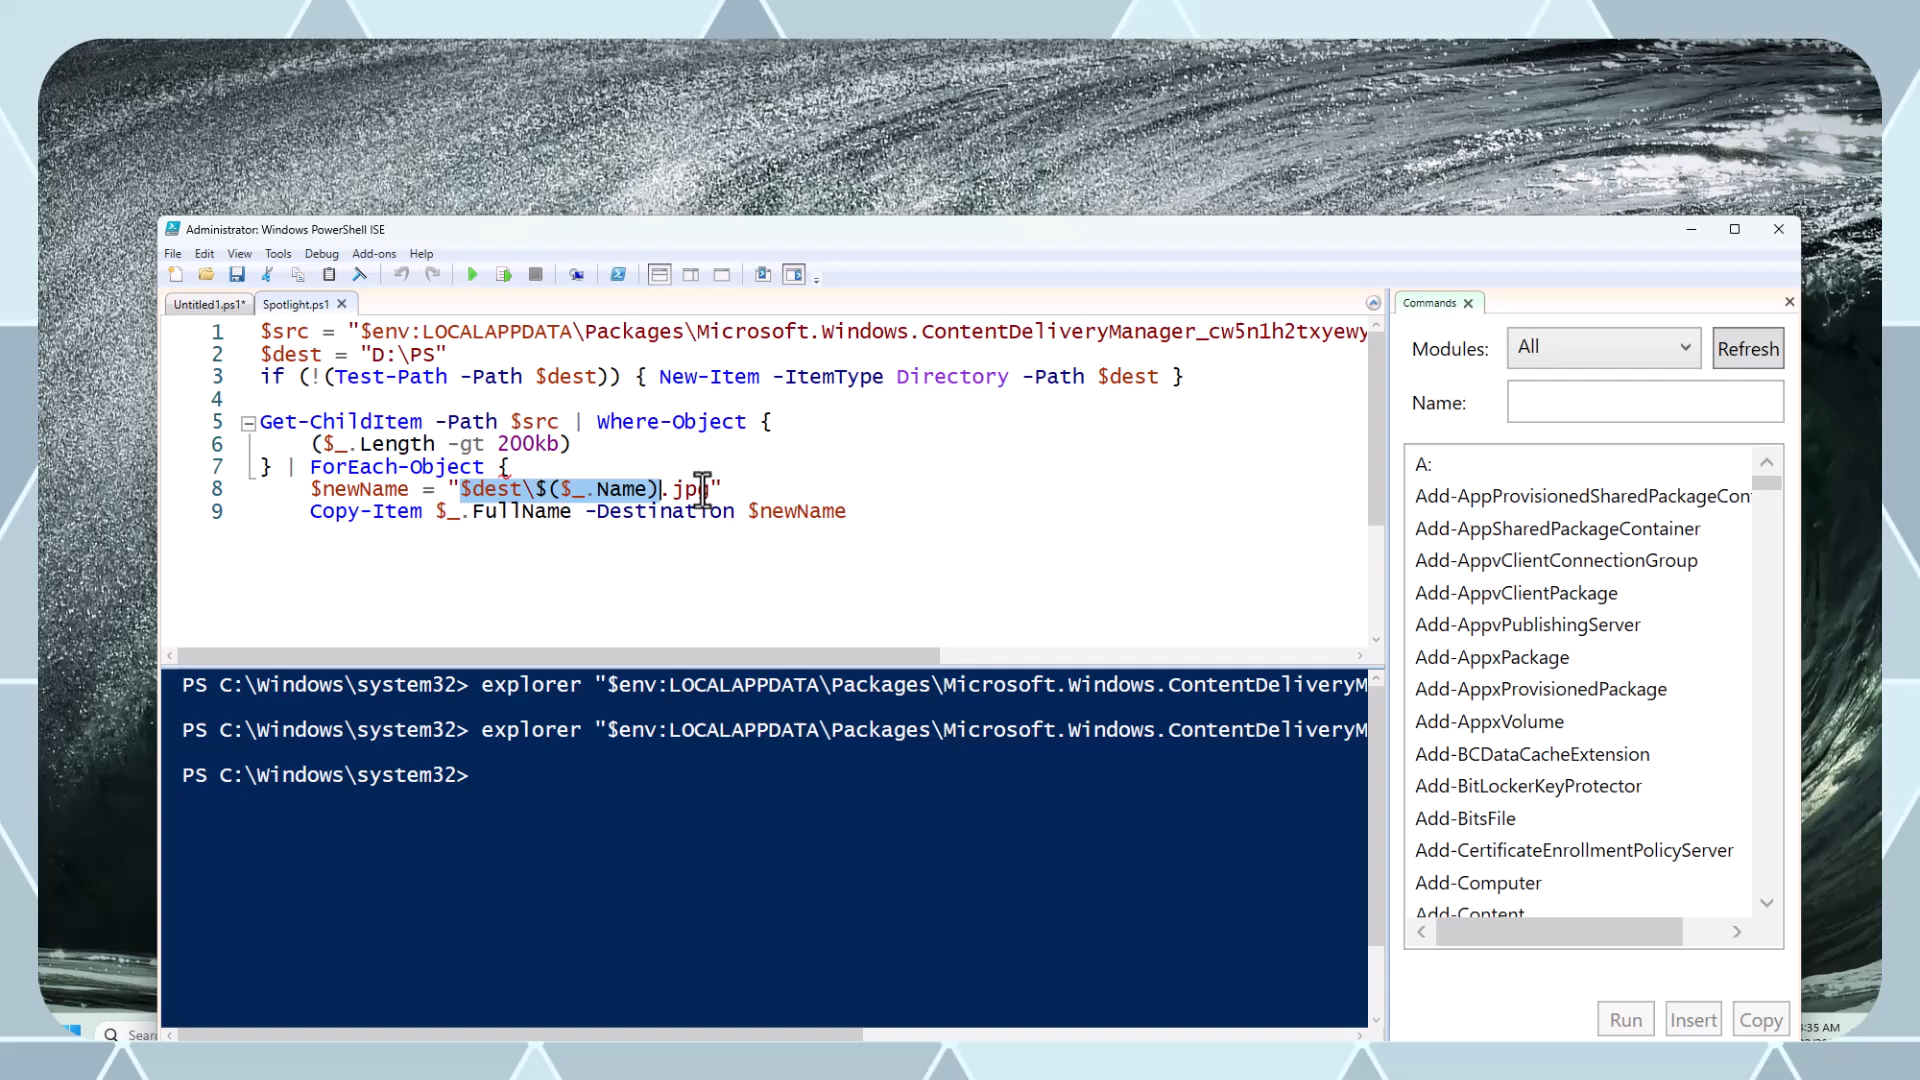 Administrator: Windows PowerShell ISE
File Edit View Tools Debug Add-ons Help
Untitled1.ps1* Spotlight.ps1
1 $src = "$env:LOCALAPPDATA\Packages\Microsoft.Windows.ContentDeliveryManager_cw5n1h2txyewy
2 $dest = "D:\PS"
3 if (!(Test-Path -Path $dest)) { New-Item -ItemType Directory -Path $dest }
4
5 Get-ChildItem -Path $src | Where-Object {
6 ($_.Length -gt 200kb)
7 } | ForEach-Object {
8 $newName = "$dest\$($_.Name).jpg"
9 Copy-Item $_.FullName -Destination $newName
PS C:\Windows\system32> explorer "$env:LOCALAPPDATA\Packages\Microsoft.Windows.ContentDeliveryM
PS C:\Windows\system32> explorer "$env:LOCALAPPDATA\Packages\Microsoft.Windows.ContentDeliveryM
PS C:\Windows\system32>
Commands
Modules: All Refresh
Name:
A:
Add-AppProvisionedSharedPackageCon
Add-AppSharedPackageContainer
Add-AppvClientConnectionGroup
Add-AppvClientPackage
Add-AppvPublishingServer
Add-AppxPackage
Add-AppxProvisionedPackage
Add-AppxVolume
Add-BCDataCacheExtension
Add-BitLockerKeyProtector
Add-BitsFile
Add-CertificateEnrollmentPolicyServer
Add-Computer
Add-Content
Run Insert Copy
Sear
:35 AM